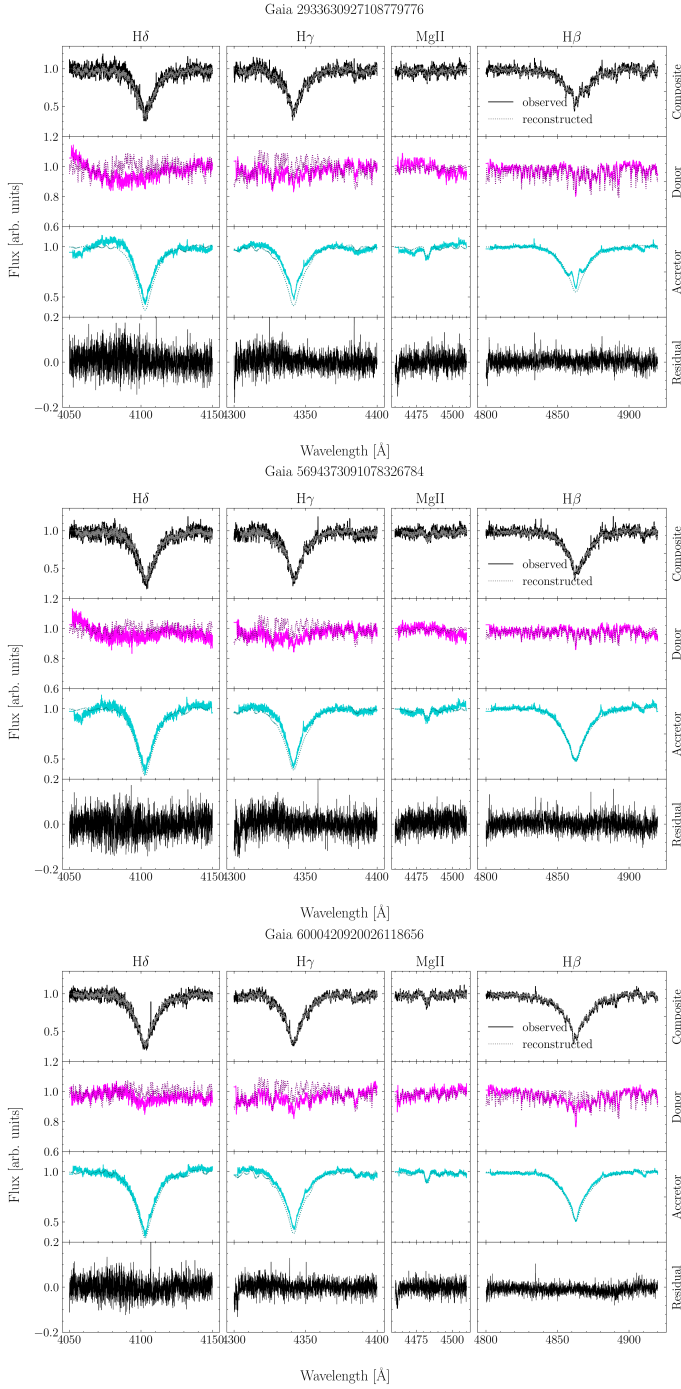 Gaia 2933630927108779776
Hδ Hγ MgII Hβ
1.0
0.5
observed
reconstructed
Composite
1.2
1.0
0.8
0.6
Donor
Flux [arb. units]
1.0
0.5
Accretor
0.2
0.0
−0.2
Residual
4050 4100 4150 4300 4400 4475 4500 4800 4900
Wavelength [Å]
Gaia 5694373091078326784
Hδ Hγ MgII Hβ
1.0
0.5
observed
reconstructed
Composite
1.2
1.0
0.8
0.6
Donor
Flux [arb. units]
1.0
0.5
Accretor
0.2
0.0
−0.2
Residual
4050 4100 4150 4300 4400 4475 4500 4800 4900
Wavelength [Å]
Gaia 6000420920026118656
Hδ Hγ MgII Hβ
1.0
0.5
observed
reconstructed
Composite
1.2
1.0
0.8
0.6
Donor
Flux [arb. units]
1.0
0.5
Accretor
0.2
0.0
−0.2
Residual
4050 4100 4150 4300 4400 4475 4500 4800 4900
Wavelength [Å]